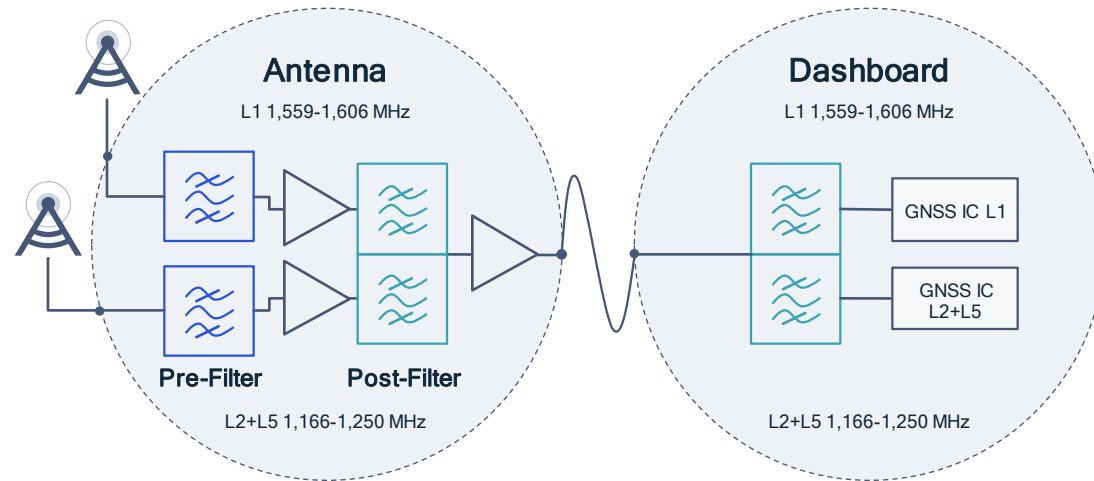 Antenna
L1 1,559-1,606 MHz
Pre-Filter
Post-Filter
L2+L5 1,166-1,250 MHz
Dashboard
L1 1,559-1,606 MHz
GNSS IC L1
GNSS IC
L2+L5
L2+L5 1,166-1,250 MHz